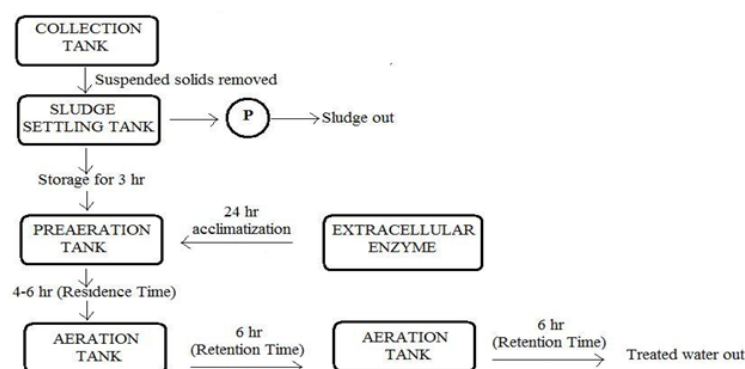 COLLECTION
TANK
Suspended solids removed
SLUDGE
SETTLING TANK
P
Sludge out
Storage for 3 hr
PREAERATION
TANK
24 hr
acclimatization
EXTRACELLULAR
ENZYME
4-6 hr (Residence Time)
AERATION
TANK
6 hr
(Retention Time)
AERATION
TANK
6 hr
(Retention Time)
Treated water out